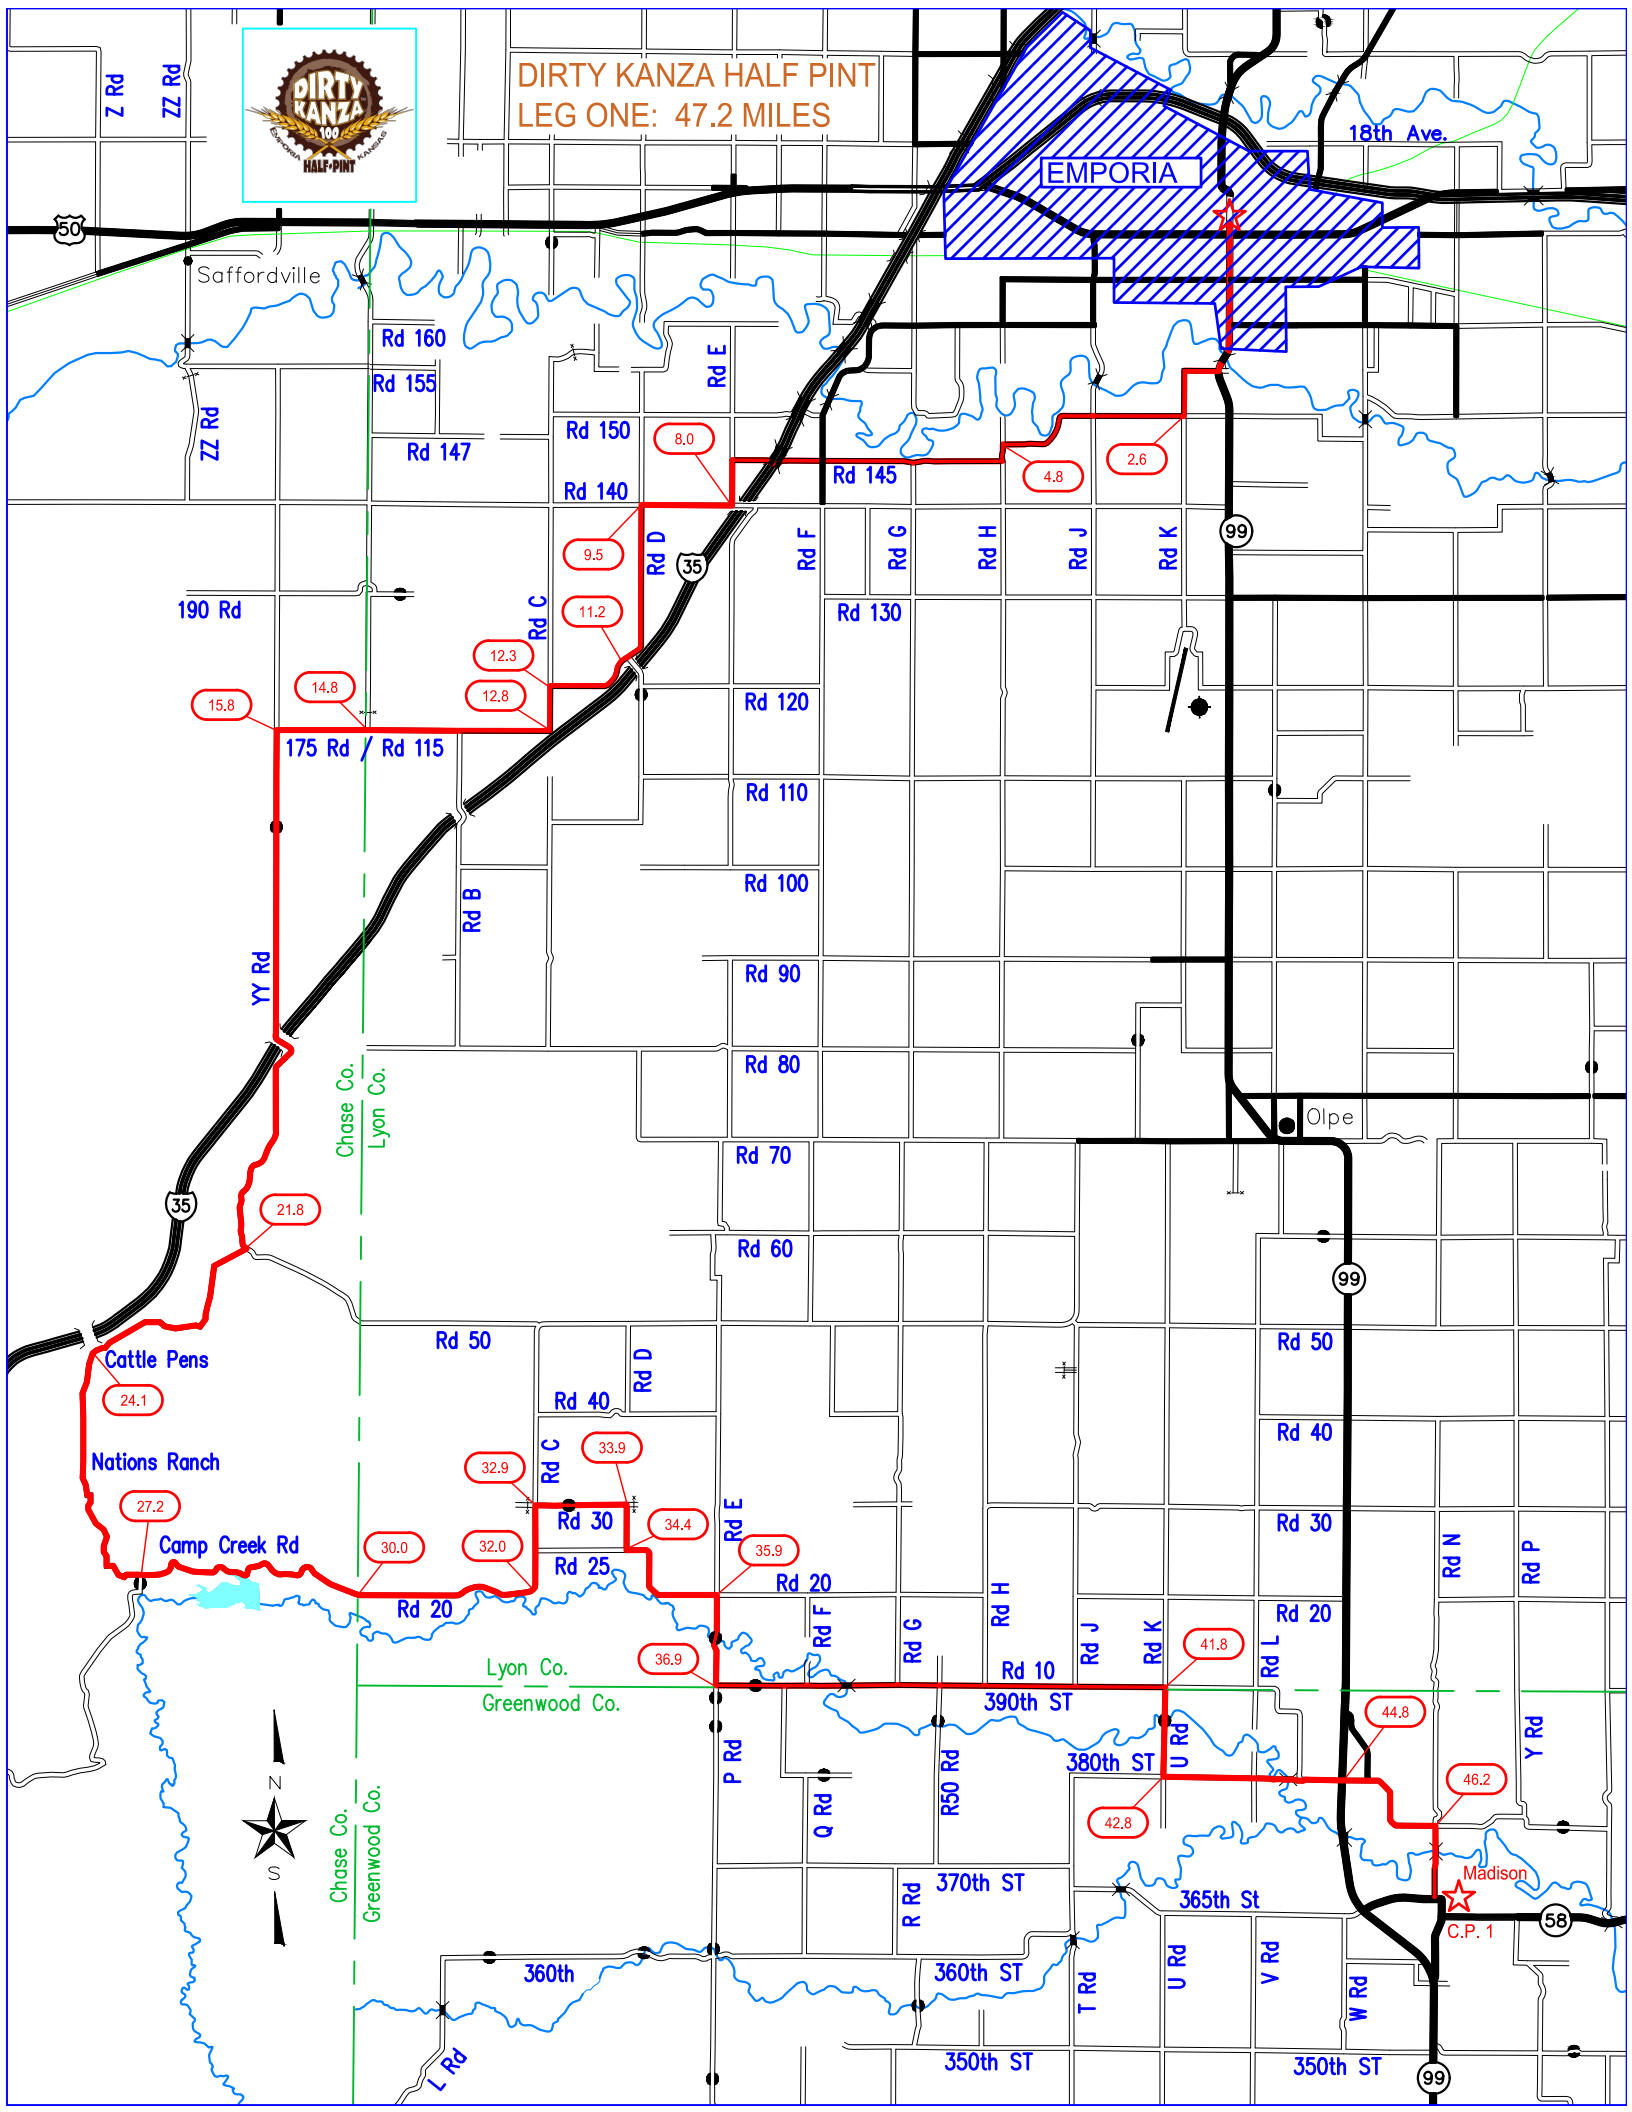 DIRTY KANZA HALF PINT
LEG ONE: 47.2 MILES
DIRTY
KANZA
100
EMPORIA KANSAS
HALF-PINT
Z Rd
ZZ Rd
18th Ave.
EMPORIA
50
Saffordville
Rd 160
Rd E
Rd 155
ZZ Rd
Rd 150
8.0
Rd 147
2.6
Rd 145
4.8
Rd 140
9.5
Rd D
35
Rd F
Rd G
Rd H
Rd J
Rd K
99
190 Rd
Rd C
11.2
Rd 130
12.3
12.8
14.8
15.8
Rd 120
175 Rd / Rd 115
Rd 110
Rd 100
Rd B
YY Rd
Rd 90
Rd 80
Chase Co.
Lyon Co.
Olpe
Rd 70
35
21.8
Rd 60
99
Rd 50
Rd 50
Cattle Pens
24.1
Rd D
Rd 40
Rd 40
Nations Ranch
Rd C
32.9
33.9
27.2
Rd 30
34.4
Rd E
Rd 30
Camp Creek Rd
30.0
32.0
Rd 25
35.9
Rd N
Rd P
Rd 20
Rd 20
Rd H
Rd 20
Rd F
Rd G
Rd J
Rd K
41.8
Rd L
36.9
Lyon Co.
Greenwood Co.
Rd 10
390th ST
44.8
P Rd
U Rd
380th ST
Y Rd
R50 Rd
Q Rd
42.8
46.2
N
S
Chase Co.
Greenwood Co.
370th ST
R Rd
365th St
Madison
C.P. 1
58
360th
360th ST
T Rd
U Rd
V Rd
W Rd
L Rd
350th ST
350th ST
99